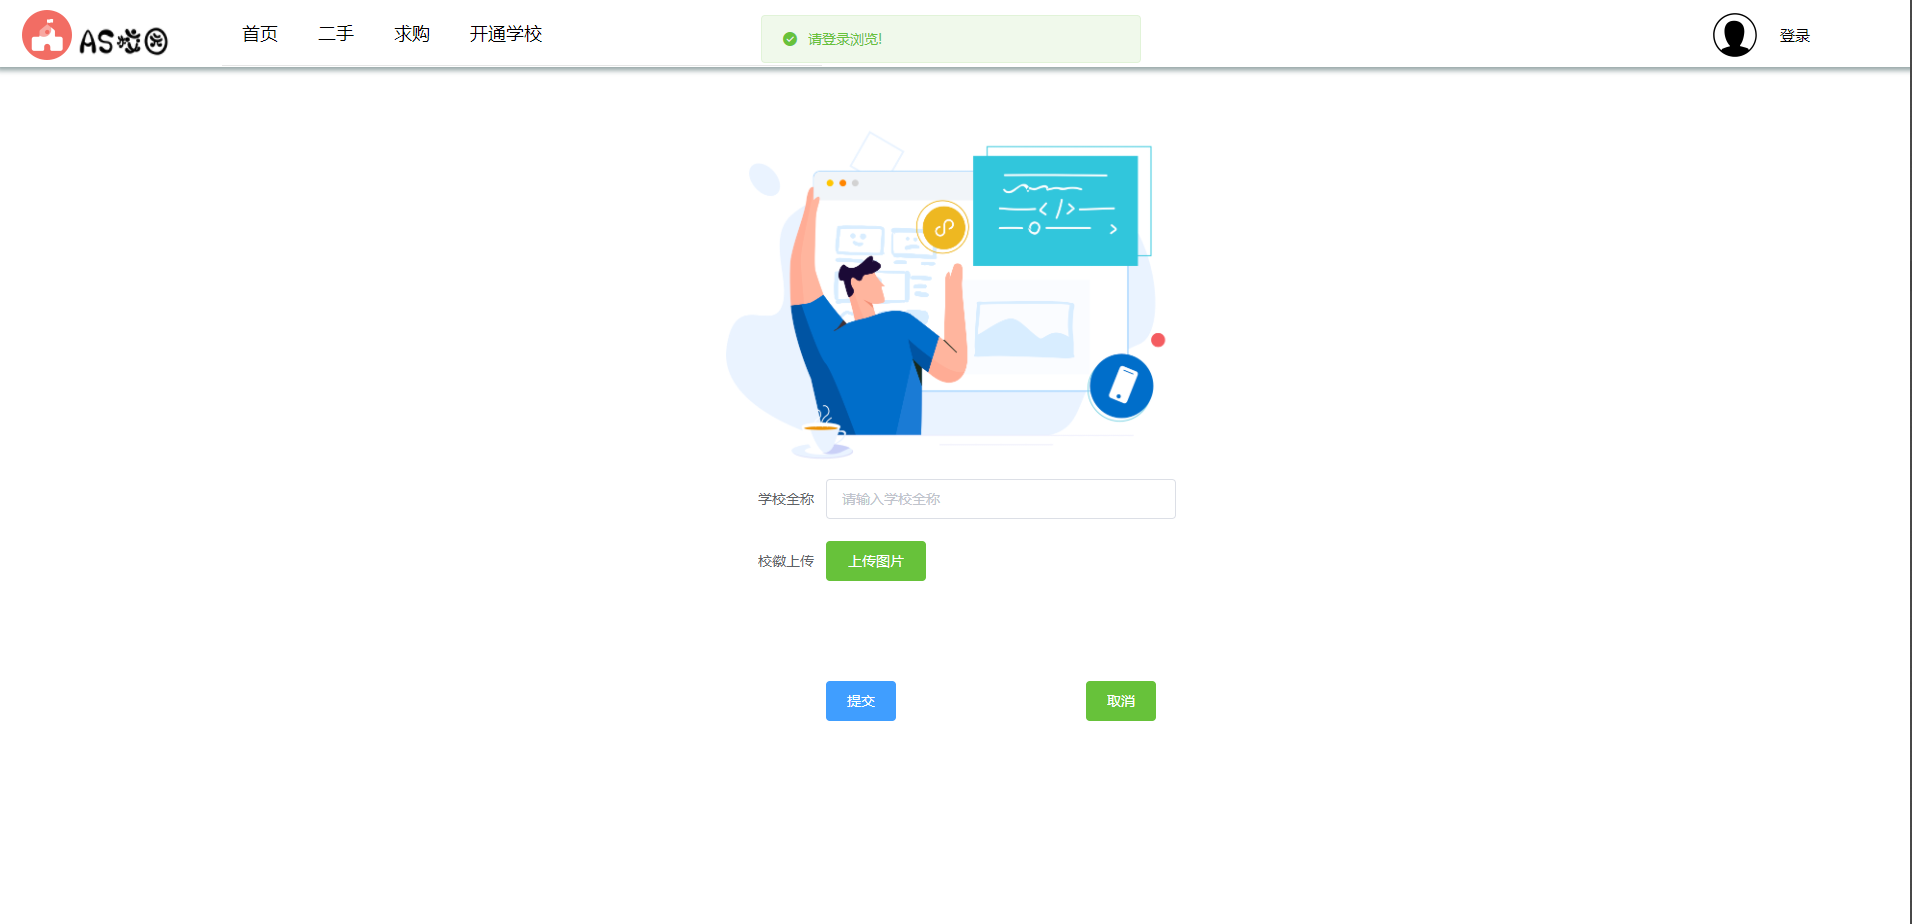 AS校园
首页 二手 求购 开通学校
请登录浏览!
登录
</>
学校全称 请输入学校全称
校徽上传 上传图片
提交 取消